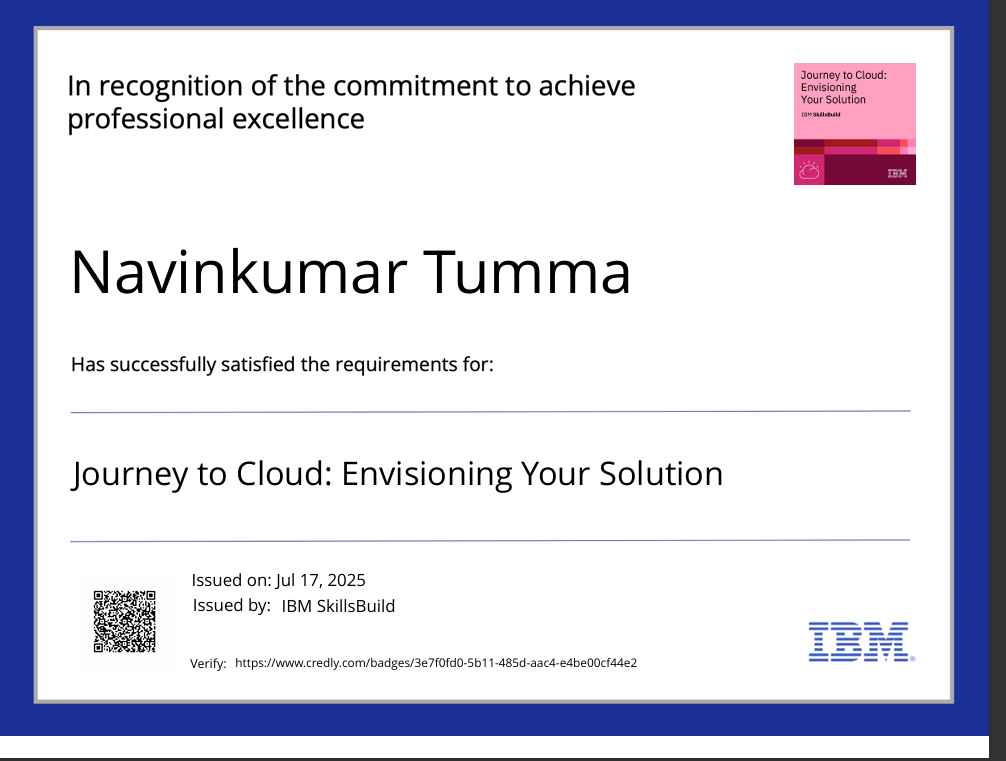 In recognition of the commitment to achieve
professional excellence
Journey to Cloud:
Envisioning
Your Solution
IBM SkillsBuild
IBM
Navinkumar Tumma
Has successfully satisfied the requirements for:
Journey to Cloud: Envisioning Your Solution
Issued on: Jul 17, 2025
Issued by: IBM SkillsBuild
Verify: https://www.credly.com/badges/3e7f0fd0-5b11-485d-aac4-e4be00cf44e2
IBM®